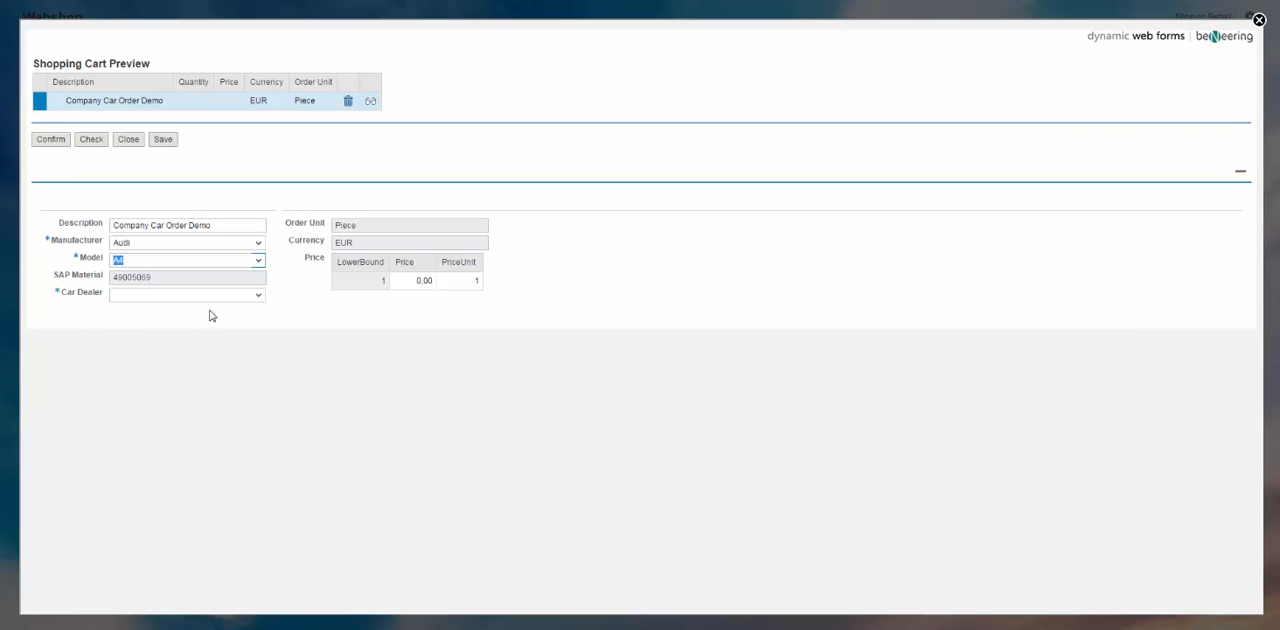 Webshop
dynamic web forms | beNeering
Shopping Cart Preview
Description Quantity Price Currency Order Unit
Company Car Order Demo EUR Piece
Confirm Check Close Save
Description Company Car Order Demo Order Unit Piece
*Manufacturer Audi Currency EUR
*Model A4 Price LowerBound Price PriceUnit
SAP Material 49005069 1 0,00 1
*Car Dealer